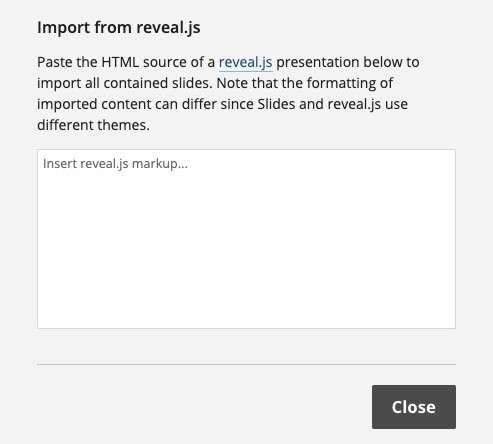 Import from reveal.js
Paste the HTML source of a reveal.js presentation below to
import all contained slides. Note that the formatting of
imported content can differ since Slides and reveal.js use
different themes.
Insert reveal.js markup...
Close